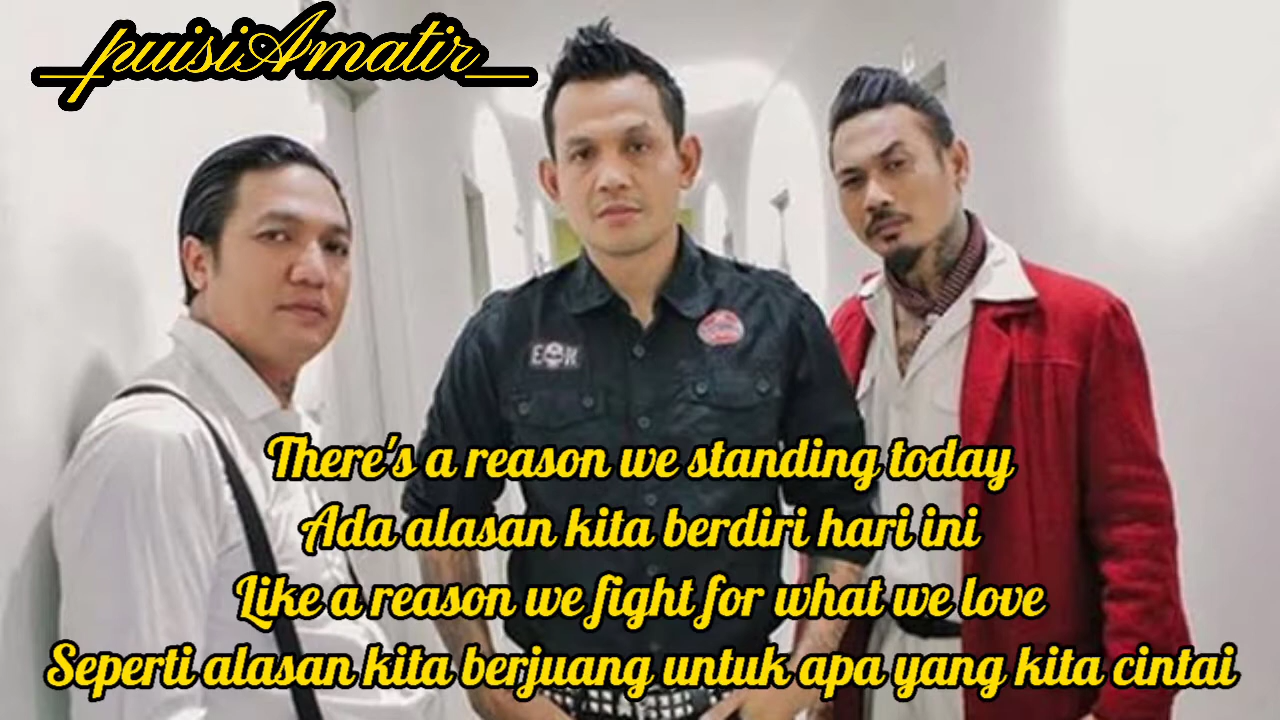 __puisiAmatir__
E K
There's a reason we standing today
Ada alasan kita berdiri hari ini
Like a reason we fight for what we love
Seperti alasan kita berjuang untuk apa yang kita cintai